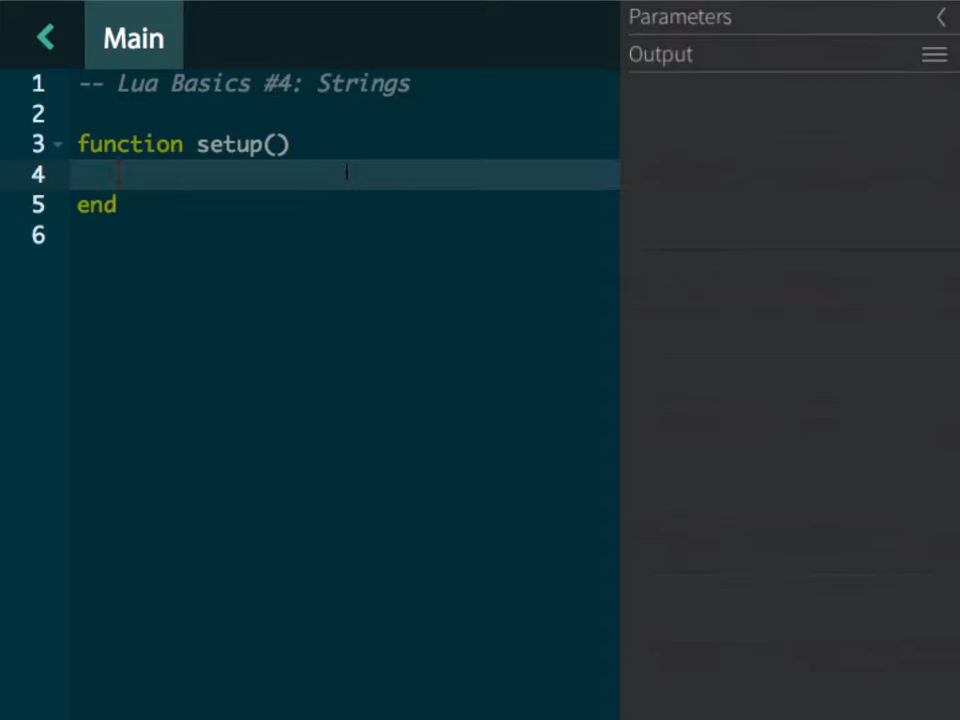 Main
Parameters
Output
1 -- Lua Basics #4: Strings
2
3 function setup()
4
5 end
6